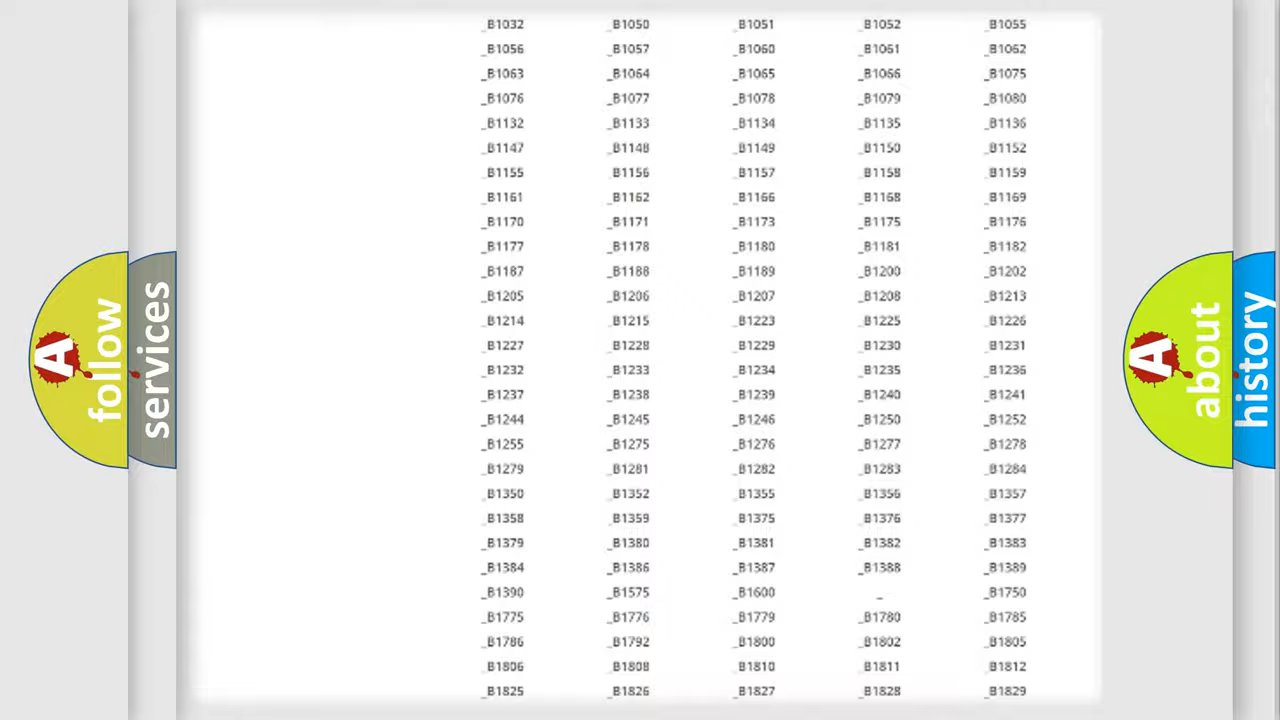 _B1032 _B1050 _B1051 _B1052 _B1055
_B1056 _B1057 _B1060 _B1061 _B1062
_B1063 _B1064 _B1065 _B1066 _B1075
_B1076 _B1077 _B1078 _B1079 _B1080
_B1132 _B1133 _B1134 _B1135 _B1136
_B1147 _B1148 _B1149 _B1150 _B1152
_B1155 _B1156 _B1157 _B1158 _B1159
_B1161 _B1162 _B1166 _B1168 _B1169
_B1170 _B1171 _B1173 _B1175 _B1176
_B1177 _B1178 _B1180 _B1181 _B1182
_B1187 _B1188 _B1189 _B1200 _B1202
_B1205 _B1206 _B1207 _B1208 _B1213
_B1214 _B1215 _B1223 _B1225 _B1226
_B1227 _B1228 _B1229 _B1230 _B1231
_B1232 _B1233 _B1234 _B1235 _B1236
_B1237 _B1238 _B1239 _B1240 _B1241
_B1244 _B1245 _B1246 _B1250 _B1252
_B1255 _B1275 _B1276 _B1277 _B1278
_B1279 _B1281 _B1282 _B1283 _B1284
_B1350 _B1352 _B1355 _B1356 _B1357
_B1358 _B1359 _B1375 _B1376 _B1377
_B1379 _B1380 _B1381 _B1382 _B1383
_B1384 _B1386 _B1387 _B1388 _B1389
_B1390 _B1575 _B1600 _ _B1750
_B1775 _B1776 _B1779 _B1780 _B1785
_B1786 _B1792 _B1800 _B1802 _B1805
_B1806 _B1808 _B1810 _B1811 _B1812
_B1825 _B1826 _B1827 _B1828 _B1829
A follow
services
A about
history